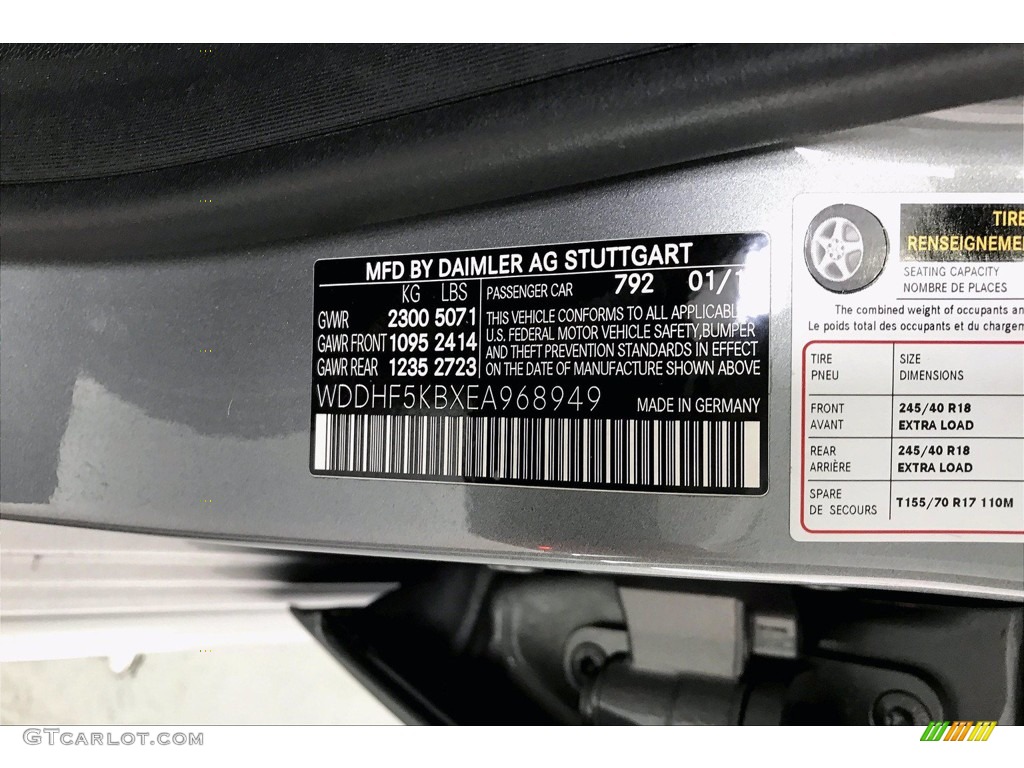 MFD BY DAIMLER AG STUTTGART
KG LBS
GVWR 2300 5071
GAWR FRONT 1095 2414
GAWR REAR 1235 2723
PASSENGER CAR 792 01/1
THIS VEHICLE CONFORMS TO ALL APPLICABL
U.S. FEDERAL MOTOR VEHICLE SAFETY, BUMPER
AND THEFT PREVENTION STANDARDS IN EFFECT
ON THE DATE OF MANUFACTURE SHOWN ABOVE
WDDHF5KBXEA968949
MADE IN GERMANY
TIRE
RENSEIGNEME
SEATING CAPACITY
NOMBRE DE PLACES
The combined weight of occupants an
Le poids total des occupants et du chargem
TIRE SIZE
PNEU DIMENSIONS
FRONT 245/40 R18
AVANT EXTRA LOAD
REAR 245/40 R18
ARRIÈRE EXTRA LOAD
SPARE
DE SECOURS T155/70 R17 110M
GTCARLOT.COM